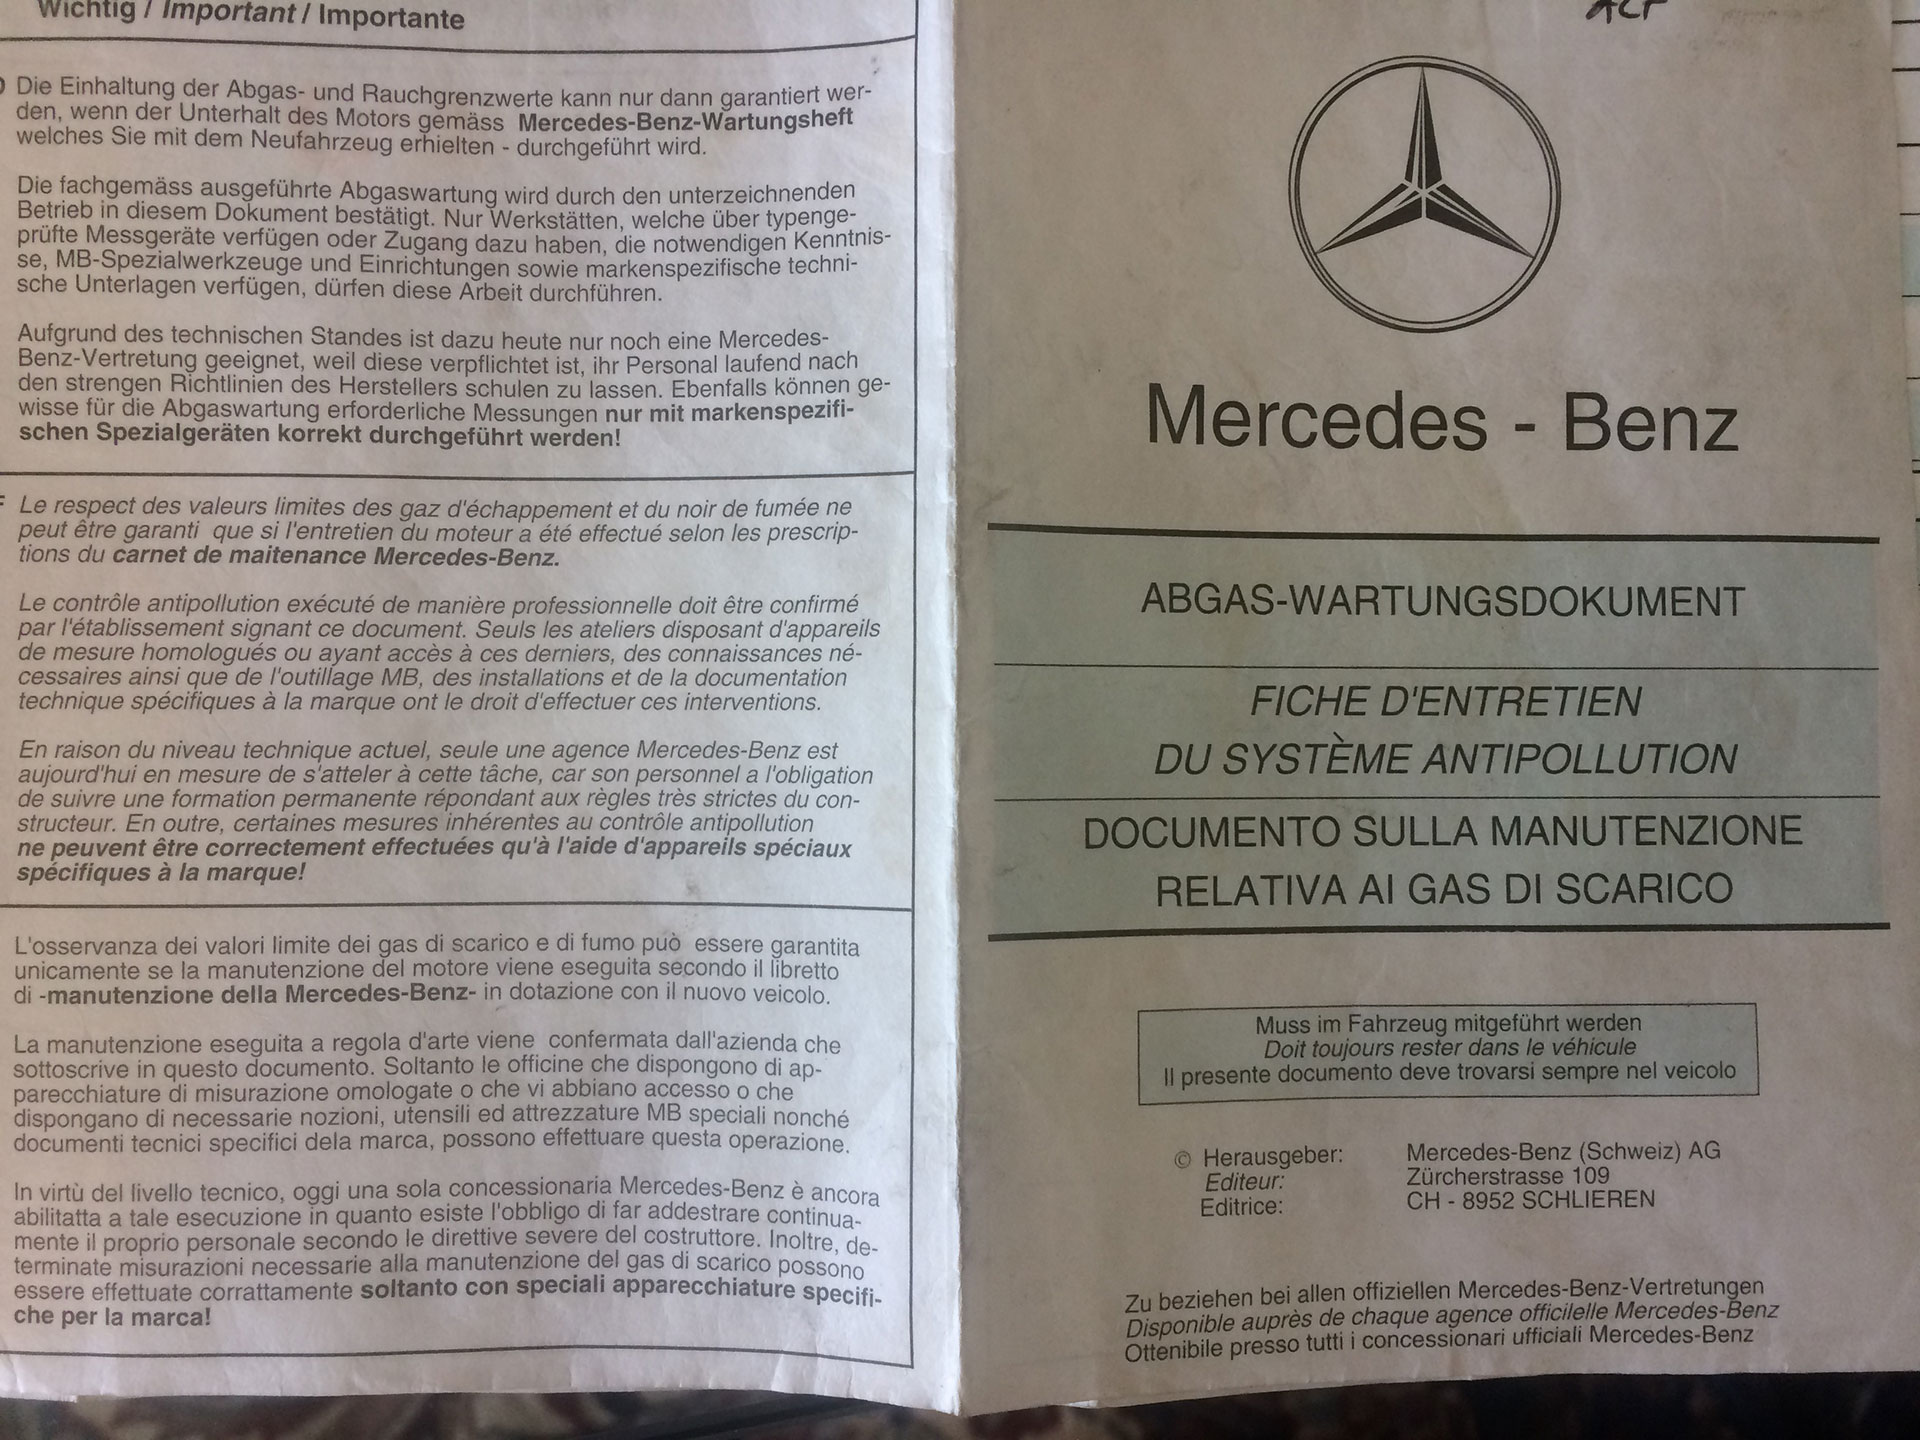 Wichtig / Important / Importante
Die Einhaltung der Abgas- und Rauchgrenzwerte kann nur dann garantiert wer-
den, wenn der Unterhalt des Motors gemäss Mercedes-Benz-Wartungsheft
welches Sie mit dem Neufahrzeug erhielten - durchgeführt wird.
Die fachgemäss ausgeführte Abgaswartung wird durch den unterzeichnenden
Betrieb in diesem Dokument bestätigt. Nur Werkstätten, welche über typenge-
prüfte Messgeräte verfügen oder Zugang dazu haben, die notwendigen Kenntnis-
se, MB-Spezialwerkzeuge und Einrichtungen sowie markenspezifische techni-
sche Unterlagen verfügen, dürfen diese Arbeit durchführen.
Aufgrund des technischen Standes ist dazu heute nur noch eine Mercedes-
Benz-Vertretung geeignet, weil diese verpflichtet ist, ihr Personal laufend nach
den strengen Richtlinien des Herstellers schulen zu lassen. Ebenfalls können ge-
wisse für die Abgaswartung erforderliche Messungen nur mit markenspezifi-
schen Spezialgeräten korrekt durchgeführt werden!
F Le respect des valeurs limites des gaz d'échappement et du noir de fumée ne
peut être garanti que si l'entretien du moteur a été effectué selon les prescrip-
tions du carnet de maitenance Mercedes-Benz.
Le contrôle antipollution exécuté de manière professionnelle doit être confirmé
par l'établissement signant ce document. Seuls les ateliers disposant d'appareils
de mesure homologués ou ayant accès à ces derniers, des connaissances né-
cessaires ainsi que de l'outillage MB, des installations et de la documentation
technique spécifiques à la marque ont le droit d'effectuer ces interventions.
En raison du niveau technique actuel, seule une agence Mercedes-Benz est
aujourd'hui en mesure de s'atteler à cette tâche, car son personnel a l'obligation
de suivre une formation permanente répondant aux règles très strictes du con-
structeur. En outre, certaines mesures inhérentes au contrôle antipollution
ne peuvent être correctement effectuées qu'à l'aide d'appareils spéciaux
spécifiques à la marque!
L'osservanza dei valori limite dei gas di scarico e di fumo può essere garantita
unicamente se la manutenzione del motore viene eseguita secondo il libretto
di -manutenzione della Mercedes-Benz- in dotazione con il nuovo veicolo.
La manutenzione eseguita a regola d'arte viene confermata dall'azienda che
sottoscrive in questo documento. Soltanto le officine che dispongono di ap-
parecchiature di misurazione omologate o che vi abbiano accesso o che
dispongano di necessarie nozioni, utensili ed attrezzature MB speciali nonché
documenti tecnici specifici dela marca, possono effettuare questa operazione.
In virtù del livello tecnico, oggi una sola concessionaria Mercedes-Benz è ancora
abilitatta a tale esecuzione in quanto esiste l'obbligo di far addestrare continua-
mente il proprio personale secondo le direttive severe del costruttore. Inoltre, de-
terminate misurazioni necessarie alla manutenzione del gas di scarico possono
essere effettuate corrattamente soltanto con speciali apparecchiature specifi-
che per la marca!
Mercedes - Benz
ABGAS-WARTUNGSDOKUMENT
FICHE D'ENTRETIEN
DU SYSTÈME ANTIPOLLUTION
DOCUMENTO SULLA MANUTENZIONE
RELATIVA AI GAS DI SCARICO
Muss im Fahrzeug mitgeführt werden
Doit toujours rester dans le véhicule
Il presente documento deve trovarsi sempre nel veicolo
© Herausgeber: Mercedes-Benz (Schweiz) AG
Editeur: Zürcherstrasse 109
Editrice: CH - 8952 SCHLIEREN
Zu beziehen bei allen offiziellen Mercedes-Benz-Vertretungen
Disponible auprès de chaque agence officilelle Mercedes-Benz
Ottenibile presso tutti i concessionari ufficiali Mercedes-Benz